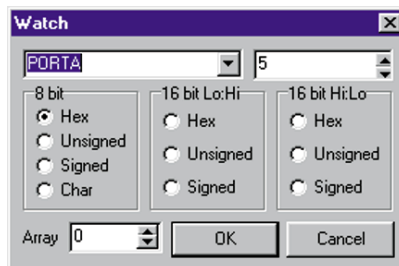 Watch
PORTA 5
8 bit 16 bit Lo:Hi 16 bit Hi:Lo
Hex Hex Hex
Unsigned Unsigned Unsigned
Signed Signed Signed
Char
Array 0 OK Cancel